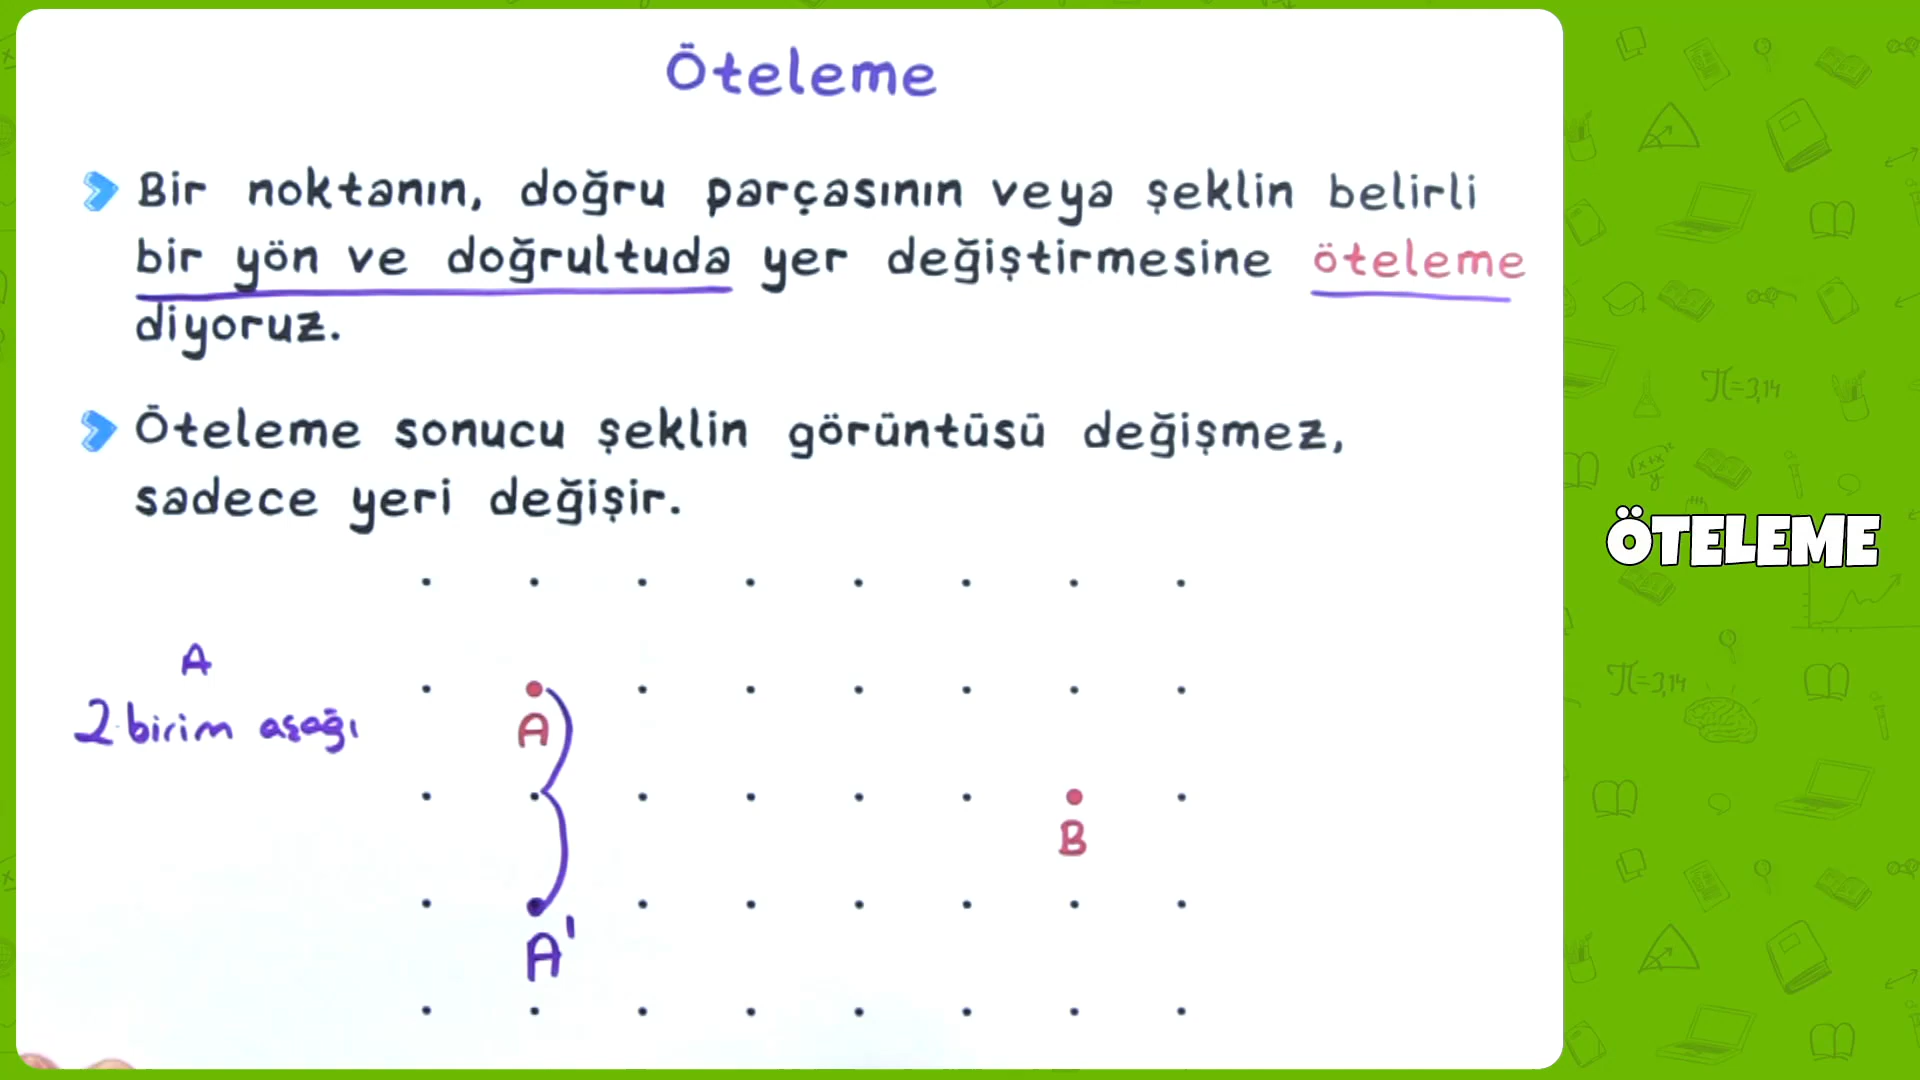 Öteleme
Bir noktanın, doğru parçasının veya şeklin belirli
bir yön ve doğrultuda yer değiştirmesine öteleme
diyoruz.
Öteleme sonucu şeklin görüntüsü değişmez,
sadece yeri değişir.
A
2 birim aşağı
A
B
A'
ÖTELEME
π=3,14
π=3,14